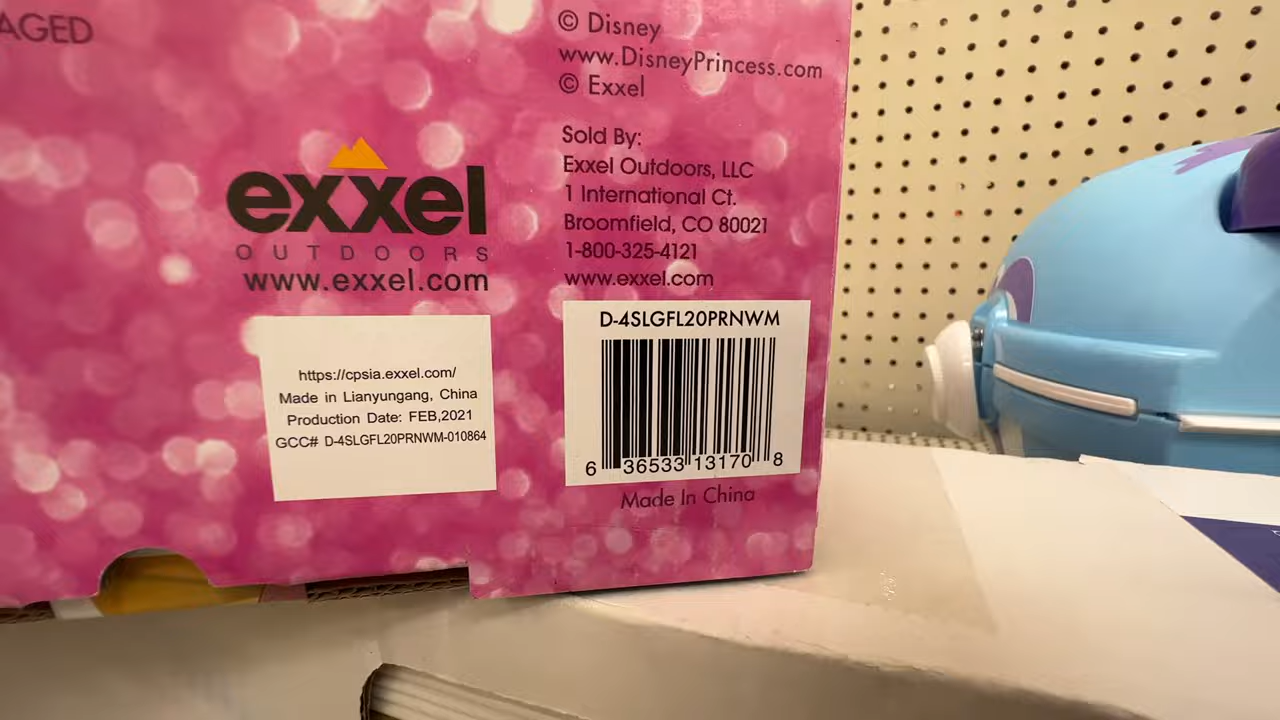 AGED
© Disney
www.DisneyPrincess.com
© Exxel
Sold By:
Exxel Outdoors, LLC
1 International Ct.
Broomfield, CO 80021
1-800-325-4121
www.exxel.com
exxel
OUTDOORS
www.exxel.com
https://cpsia.exxel.com/
Made in Lianyungang, China
Production Date: FEB,2021
GCC# D-4SLGFL20PRNWM-010864
D-4SLGFL20PRNWM
6 36533 13170 8
Made In China